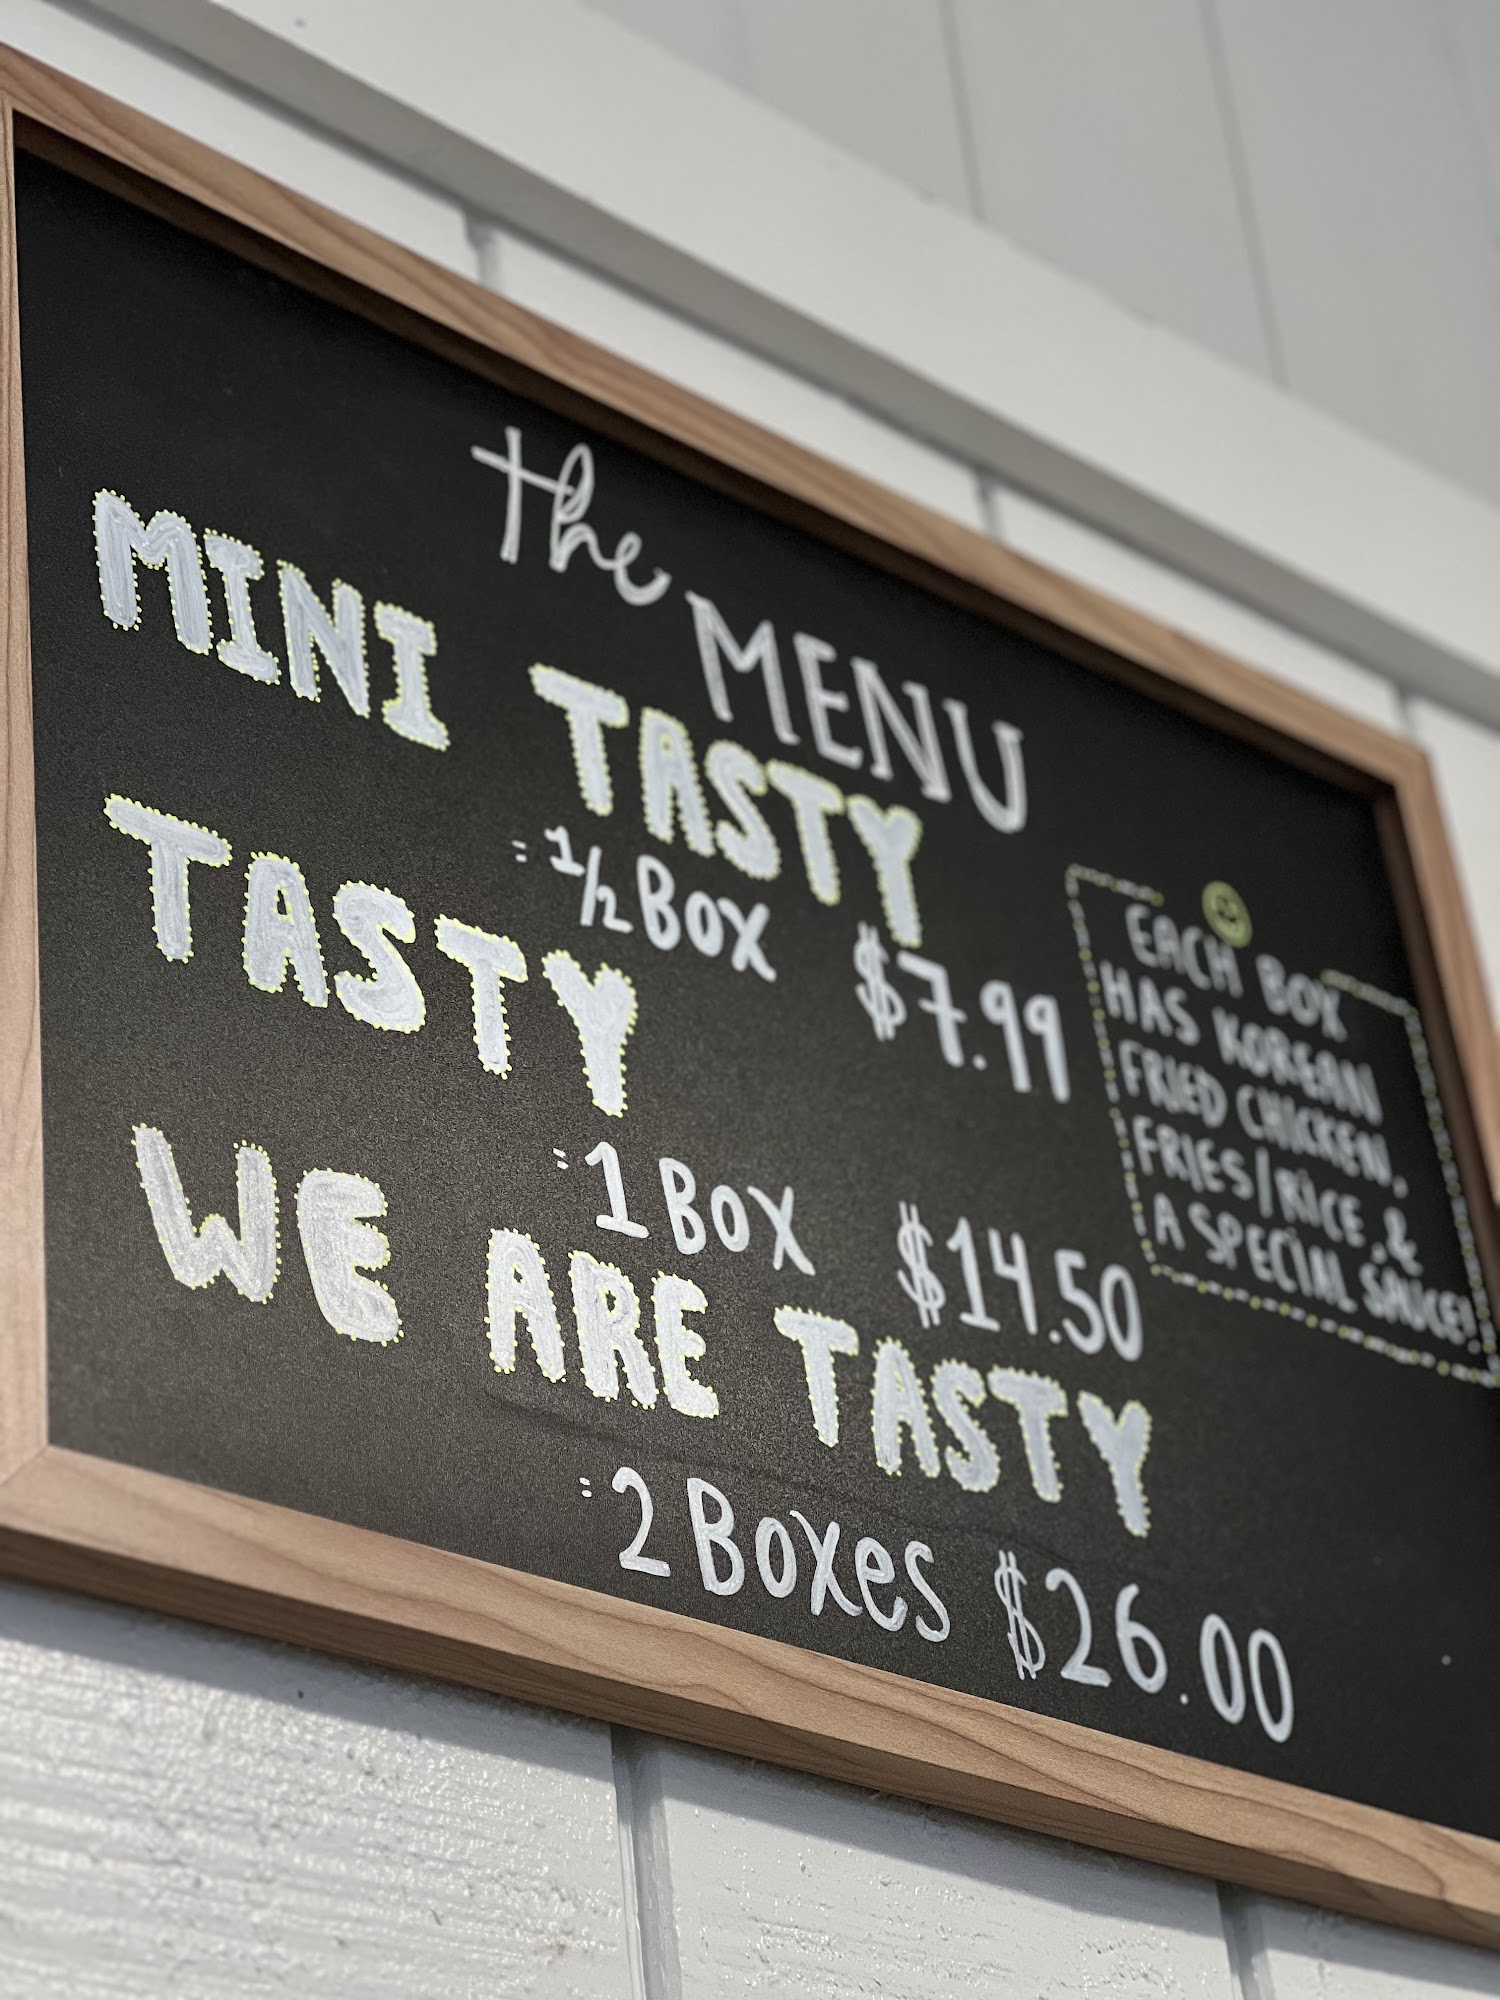 the MENU
MINI TASTY
= 1/2 BOX $7.99
TASTY
= 1 BOX $14.50
WE ARE TASTY
= 2 BOXES $26.00
EACH BOX
HAS KOREAN
FRIED CHICKEN,
FRIES/RICE, &
A SPECIAL SAUCE!